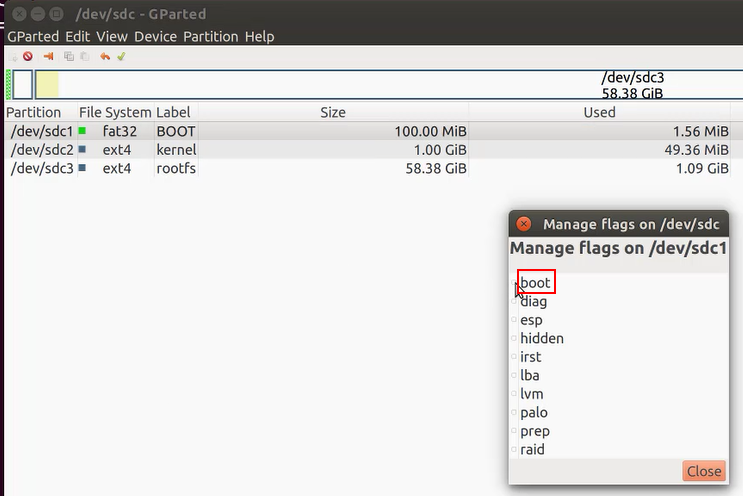 /dev/sdc - GParted
GParted Edit View Device Partition Help
/dev/sdc3
58.38 GiB
Partition File System Label Size Used
/dev/sdc1 fat32 BOOT 100.00 MiB 1.56 MiB
/dev/sdc2 ext4 kernel 1.00 GiB 49.36 MiB
/dev/sdc3 ext4 rootfs 58.38 GiB 1.09 GiB
Manage flags on /dev/sdc
Manage flags on /dev/sdc1
boot
diag
esp
hidden
irst
lba
lvm
palo
prep
raid
Close